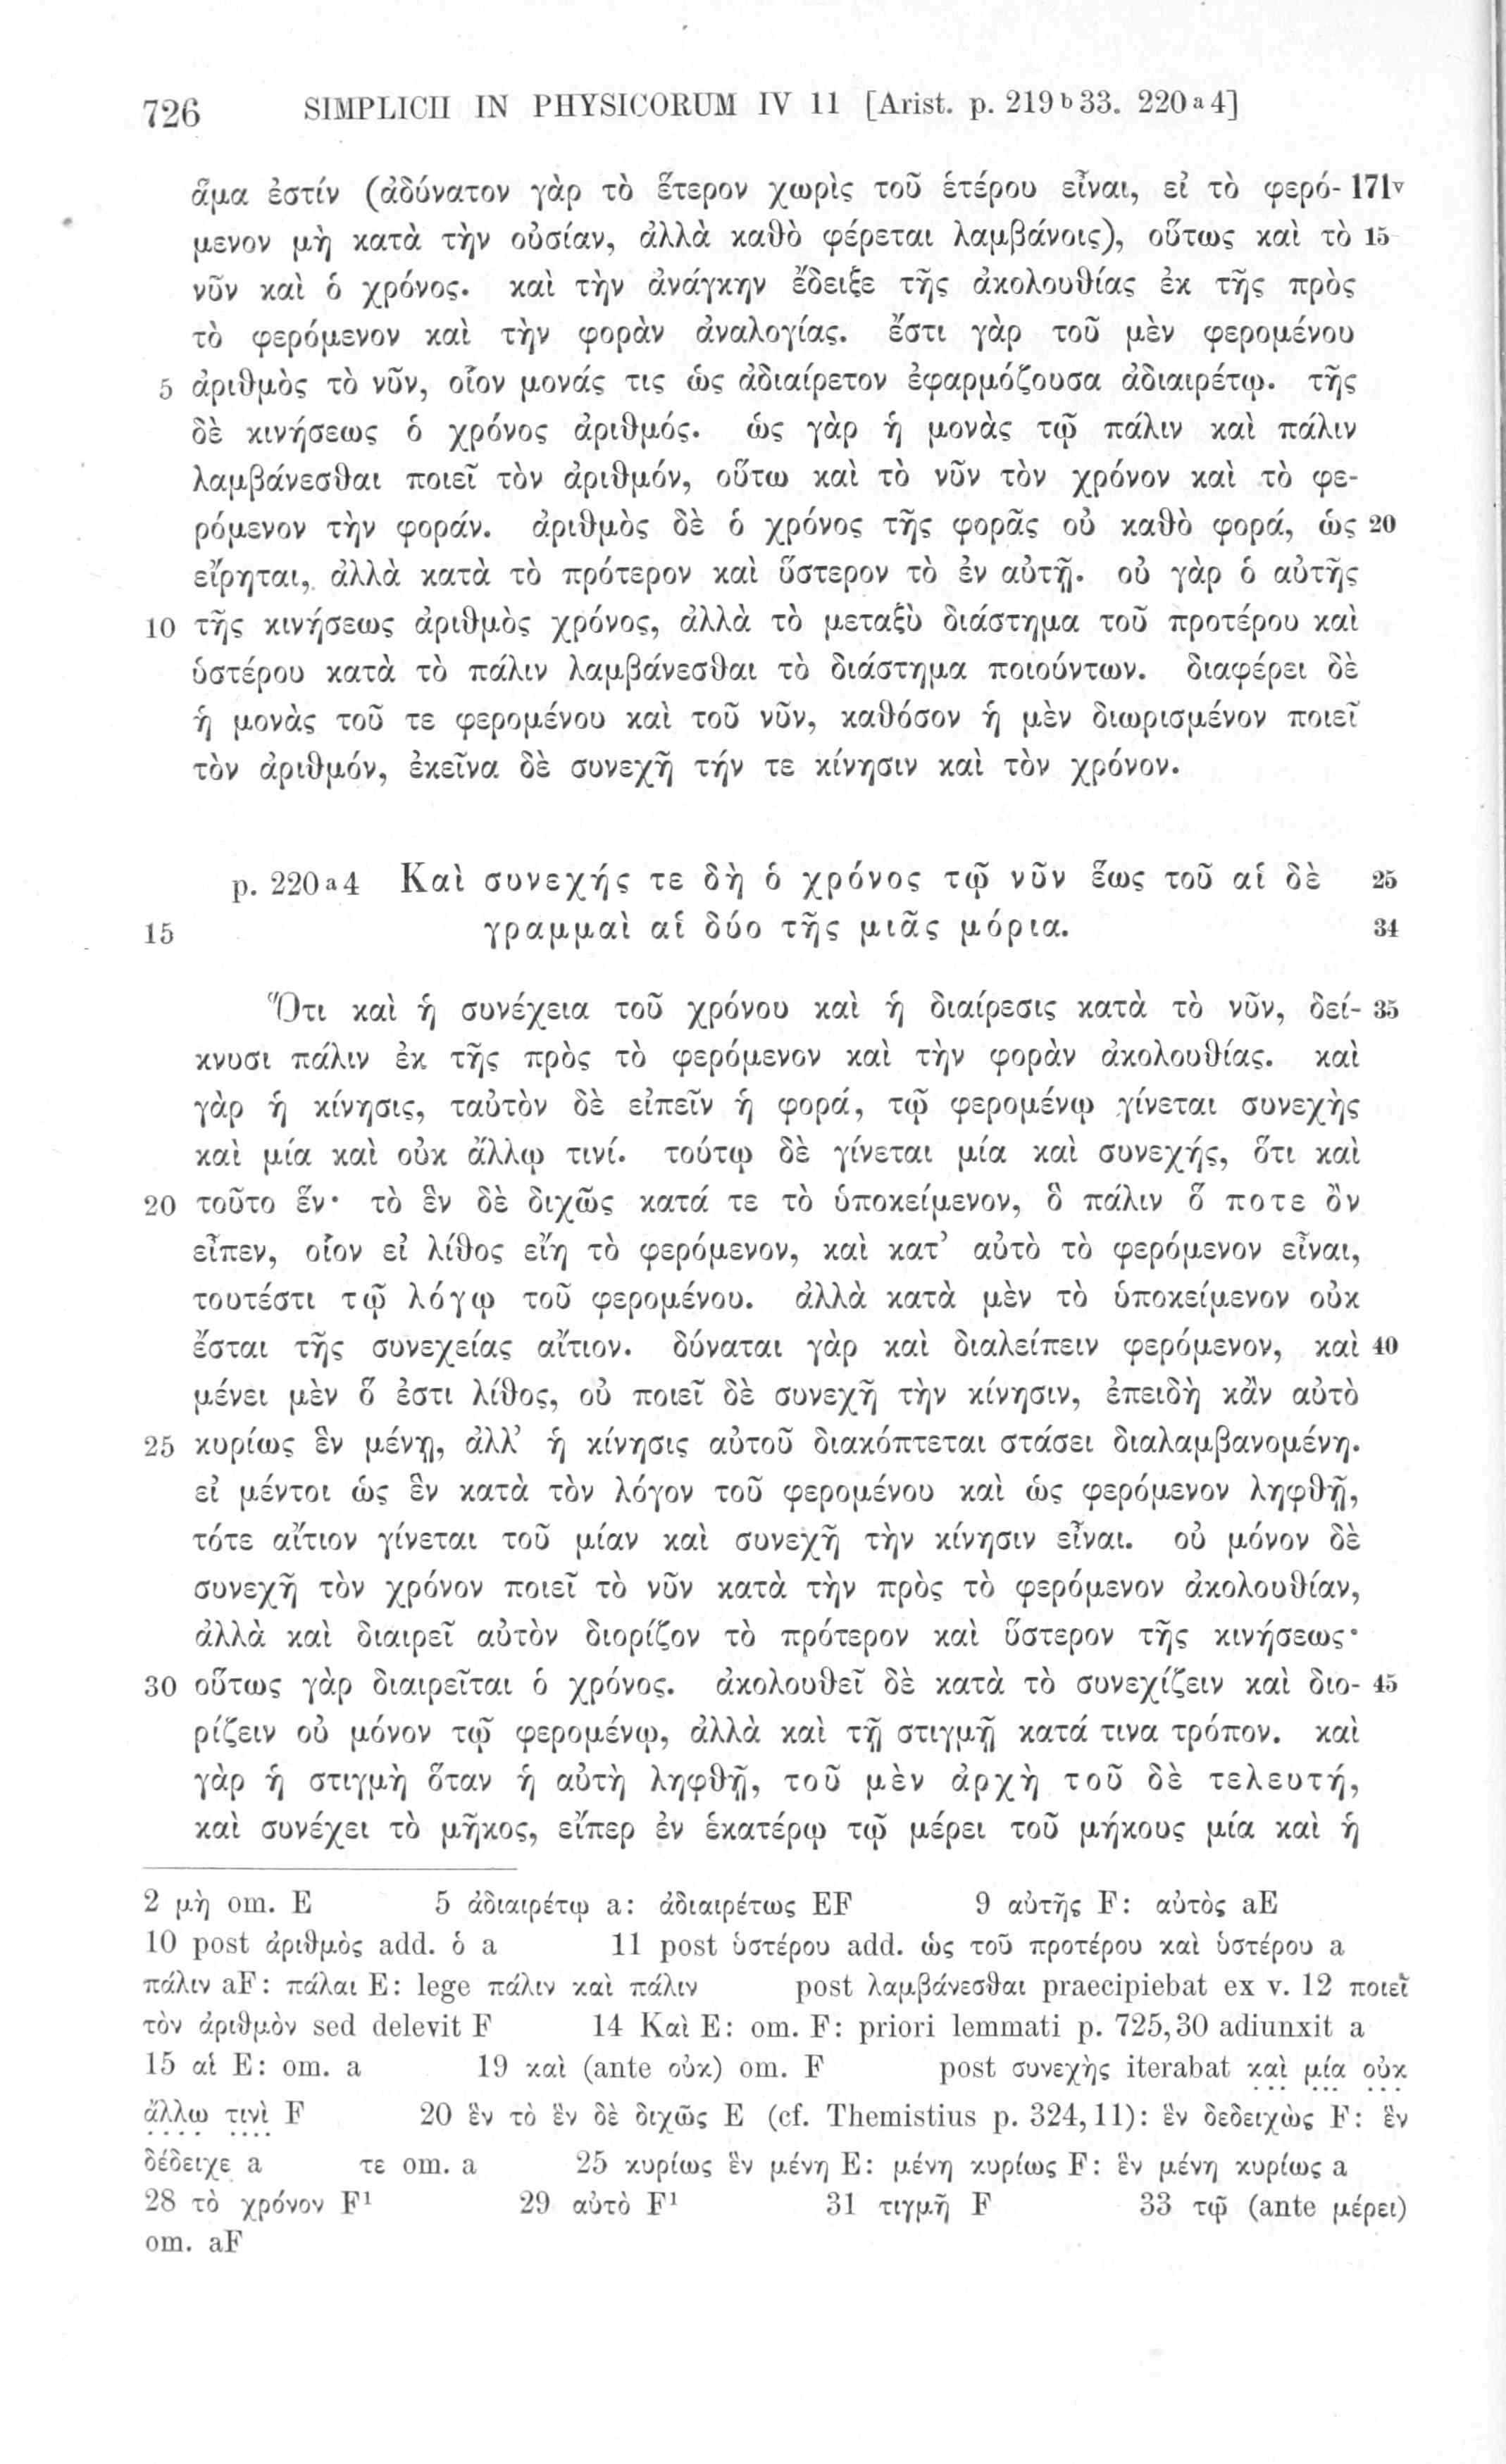 726 SIMPLICII IN PHYSICORUM IV 11 [Arist. p. 219 b 33. 220 a 4]
ἅμα ἐστίν (ἀδύνατον γὰρ τὸ ἕτερον χωρὶς τοῦ ἑτέρου εἶναι, εἰ τὸ φερό- 171v
μενον μὴ κατὰ τὴν οὐσίαν, ἀλλὰ καθὸ φέρεται λαμβάνοις), οὕτως καὶ τὸ 15
νῦν καὶ ὁ χρόνος. καὶ τὴν ἀνάγκην ἔδειξε τῆς ἀκολουθίας ἐκ τῆς πρὸς
τὸ φερόμενον καὶ τὴν φορὰν ἀναλογίας. ἔστι γὰρ τοῦ μὲν φερομένου
5 ἀριθμὸς τὸ νῦν, οἷον μονάς τις ὡς ἀδιαίρετον ἐφαρμόζουσα ἀδιαιρέτῳ. τῆς
δὲ κινήσεως ὁ χρόνος ἀριθμός. ὡς γὰρ ἡ μονὰς τῷ πάλιν καὶ πάλιν
λαμβάνεσθαι ποιεῖ τὸν ἀριθμόν, οὕτω καὶ τὸ νῦν τὸν χρόνον καὶ τὸ φε-
ρόμενον τὴν φοράν. ἀριθμὸς δὲ ὁ χρόνος τῆς φορᾶς οὐ καθὸ φορά, ὡς 20
εἴρηται, ἀλλὰ κατὰ τὸ πρότερον καὶ ὕστερον τὸ ἐν αὐτῇ. οὐ γὰρ ὁ αὐτῆς
10 τῆς κινήσεως ἀριθμὸς χρόνος, ἀλλὰ τὸ μεταξὺ διάστημα τοῦ προτέρου καὶ
ὑστέρου κατὰ τὸ πάλιν λαμβάνεσθαι τὸ διάστημα ποιούντων. διαφέρει δὲ
ἡ μονὰς τοῦ τε φερομένου καὶ τοῦ νῦν, καθόσον ἡ μὲν διωρισμένον ποιεῖ
τὸν ἀριθμόν, ἐκεῖνα δὲ συνεχῆ τήν τε κίνησιν καὶ τὸν χρόνον.
p. 220 a 4 Καὶ συνεχής τε δὴ ὁ χρόνος τῷ νῦν ἕως τοῦ αἱ δὲ 25
15 γραμμαὶ αἱ δύο τῆς μιᾶς μόρια. 34
Ὅτι καὶ ἡ συνέχεια τοῦ χρόνου καὶ ἡ διαίρεσις κατὰ τὸ νῦν, δεί- 35
κνυσι πάλιν ἐκ τῆς πρὸς τὸ φερόμενον καὶ τὴν φορὰν ἀκολουθίας. καὶ
γὰρ ἡ κίνησις, ταὐτὸν δὲ εἰπεῖν ἡ φορά, τῷ φερομένῳ γίνεται συνεχὴς
καὶ μία καὶ οὐκ ἄλλῳ τινί. τούτῳ δὲ γίνεται μία καὶ συνεχής, ὅτι καὶ
20 τοῦτο ἕν· τὸ ἓν δὲ διχῶς κατά τε τὸ ὑποκείμενον, ὃ πάλιν ὅ ποτε ὂν
εἶπεν, οἷον εἰ λίθος εἴη τὸ φερόμενον, καὶ κατ’ αὐτὸ τὸ φερόμενον εἶναι,
τουτέστι τῷ λόγῳ τοῦ φερομένου. ἀλλὰ κατὰ μὲν τὸ ὑποκείμενον οὐκ
ἔσται τῆς συνεχείας αἴτιον. δύναται γὰρ καὶ διαλείπειν φερόμενον, καὶ 40
μένει μὲν ὅ ἐστι λίθος, οὐ ποιεῖ δὲ συνεχῆ τὴν κίνησιν, ἐπειδὴ κἂν αὐτὸ
25 κυρίως ἓν μένῃ, ἀλλ’ ἡ κίνησις αὐτοῦ διακόπτεται στάσει διαλαμβανομένη.
εἰ μέντοι ὡς ἓν κατὰ τὸν λόγον τοῦ φερομένου καὶ ὡς φερόμενον ληφθῇ,
τότε αἴτιον γίνεται τοῦ μίαν καὶ συνεχῆ τὴν κίνησιν εἶναι. οὐ μόνον δὲ
συνεχῆ τὸν χρόνον ποιεῖ τὸ νῦν κατὰ τὴν πρὸς τὸ φερόμενον ἀκολουθίαν,
ἀλλὰ καὶ διαιρεῖ αὐτὸν διορίζον τὸ πρότερον καὶ ὕστερον τῆς κινήσεως·
30 οὕτως γὰρ διαιρεῖται ὁ χρόνος. ἀκολουθεῖ δὲ κατὰ τὸ συνεχίζειν καὶ διο- 45
ρίζειν οὐ μόνον τῷ φερομένῳ, ἀλλὰ καὶ τῇ στιγμῇ κατά τινα τρόπον. καὶ
γὰρ ἡ στιγμὴ ὅταν ἡ αὐτὴ ληφθῇ, τοῦ μὲν ἀρχὴ τοῦ δὲ τελευτή,
καὶ συνέχει τὸ μῆκος, εἴπερ ἐν ἑκατέρῳ τῷ μέρει τοῦ μήκους μία καὶ ἡ
2 μὴ om. E 5 ἀδιαιρέτῳ a: ἀδιαιρέτως EF 9 αὐτῆς F: αὐτὸς aE
10 post ἀριθμὸς add. ὁ a 11 post ὑστέρου add. ὡς τοῦ προτέρου καὶ ὑστέρου a
πάλιν aF: πάλαι E: lege πάλιν καὶ πάλιν post λαμβάνεσθαι praecipiebat ex v. 12 ποιεῖ
τὸν ἀριθμὸν sed delevit F 14 Καὶ E: om. F: priori lemmati p. 725,30 adiunxit a
15 αἱ E: om. a 19 καὶ (ante οὐκ) om. F post συνεχὴς iterabat καὶ μία οὐκ
ἄλλω τινὶ F 20 ἓν τὸ ἓν δὲ διχῶς E (cf. Themistius p. 324,11): ἓν δεδειχὼς F: ἓν
δέδειχε a τε om. a 25 κυρίως ἓν μένῃ E: μένῃ κυρίως F: ἓν μένῃ κυρίως a
28 τὸ χρόνον F¹ 29 αὐτὸ F¹ 31 τιγμῇ F 33 τῷ (ante μέρει)
om. aF